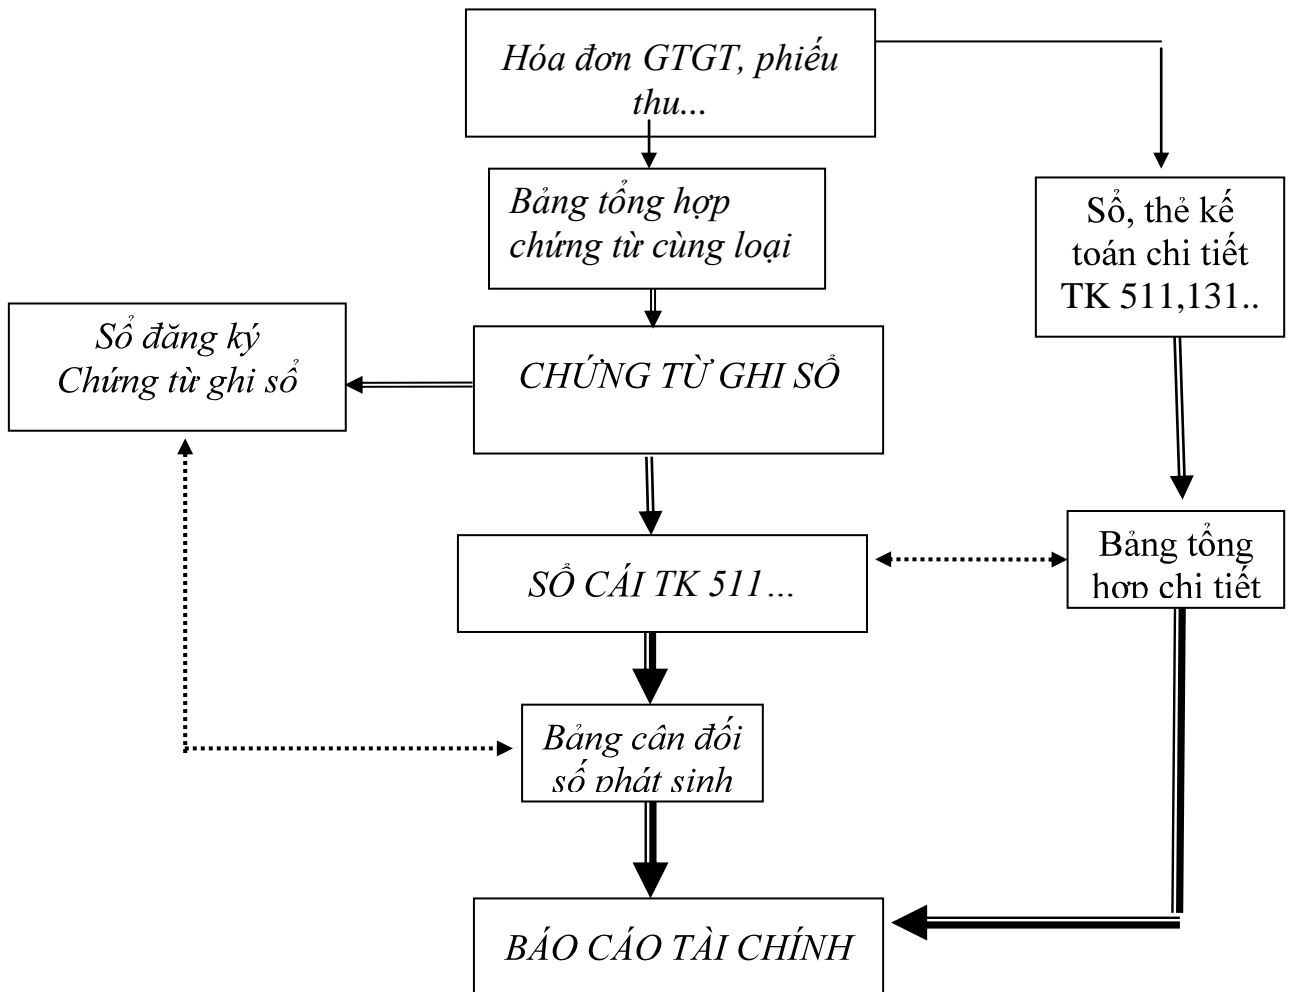 Hóa đơn GTGT, phiếu
thu...
Bảng tổng hợp
chứng từ cùng loại
Sổ, thẻ kế
toán chi tiết
TK 511,131..
Sổ đăng ký
Chứng từ ghi sổ
CHỨNG TỪ GHI SỔ
SỔ CÁI TK 511...
Bảng tổng
hợp chi tiết
Bảng cân đối
số phát sinh
BÁO CÁO TÀI CHÍNH